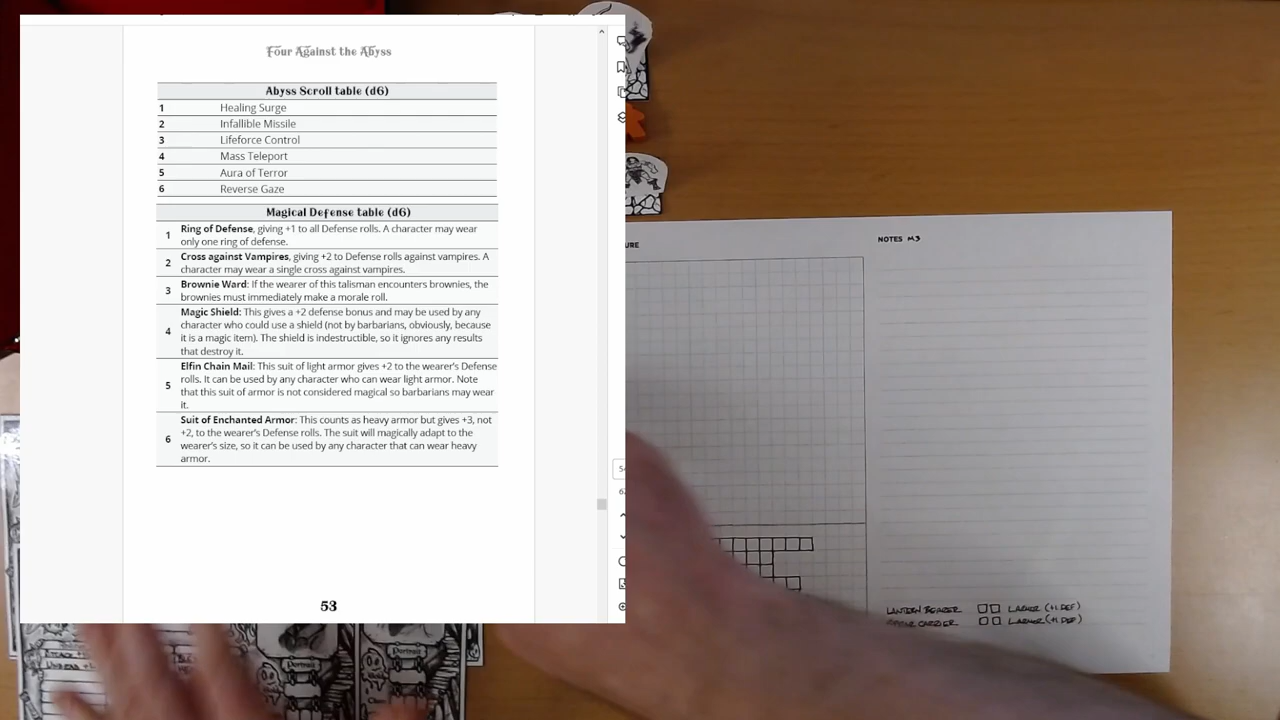 Four Against the Abyss
Abyss Scroll table (d6)
1 Healing Surge
2 Infallible Missile
3 Lifeforce Control
4 Mass Teleport
5 Aura of Terror
6 Reverse Gaze
Magical Defense table (d6)
1 Ring of Defense, giving +1 to all Defense rolls. A character may wear
only one ring of defense.
2 Cross against Vampires, giving +2 to Defense rolls against vampires. A
character may wear a single cross against vampires.
3 Brownie Ward: If the wearer of this talisman encounters brownies, the
brownies must immediately make a morale roll.
4 Magic Shield: This gives a +2 defense bonus and may be used by any
character who could use a shield (not by barbarians, obviously, because
it is a magic item). The shield is indestructible, so it ignores any results
that destroy it.
5 Elfin Chain Mail: This suit of light armor gives +2 to the wearer's Defense
rolls. It can be used by any character who can wear light armor. Note
that this suit of armor is not considered magical so barbarians may wear
it.
6 Suit of Enchanted Armor: This counts as heavy armor but gives +3, not
+2, to the wearer's Defense rolls. The suit will magically adapt to the
wearer's size, so it can be used by any character that can wear heavy
armor.
53
NOTES M3
LANTERN BEARER LACKEY (+1 DEF)
CARRIER (+1 DEF)
Portrait
Portrait